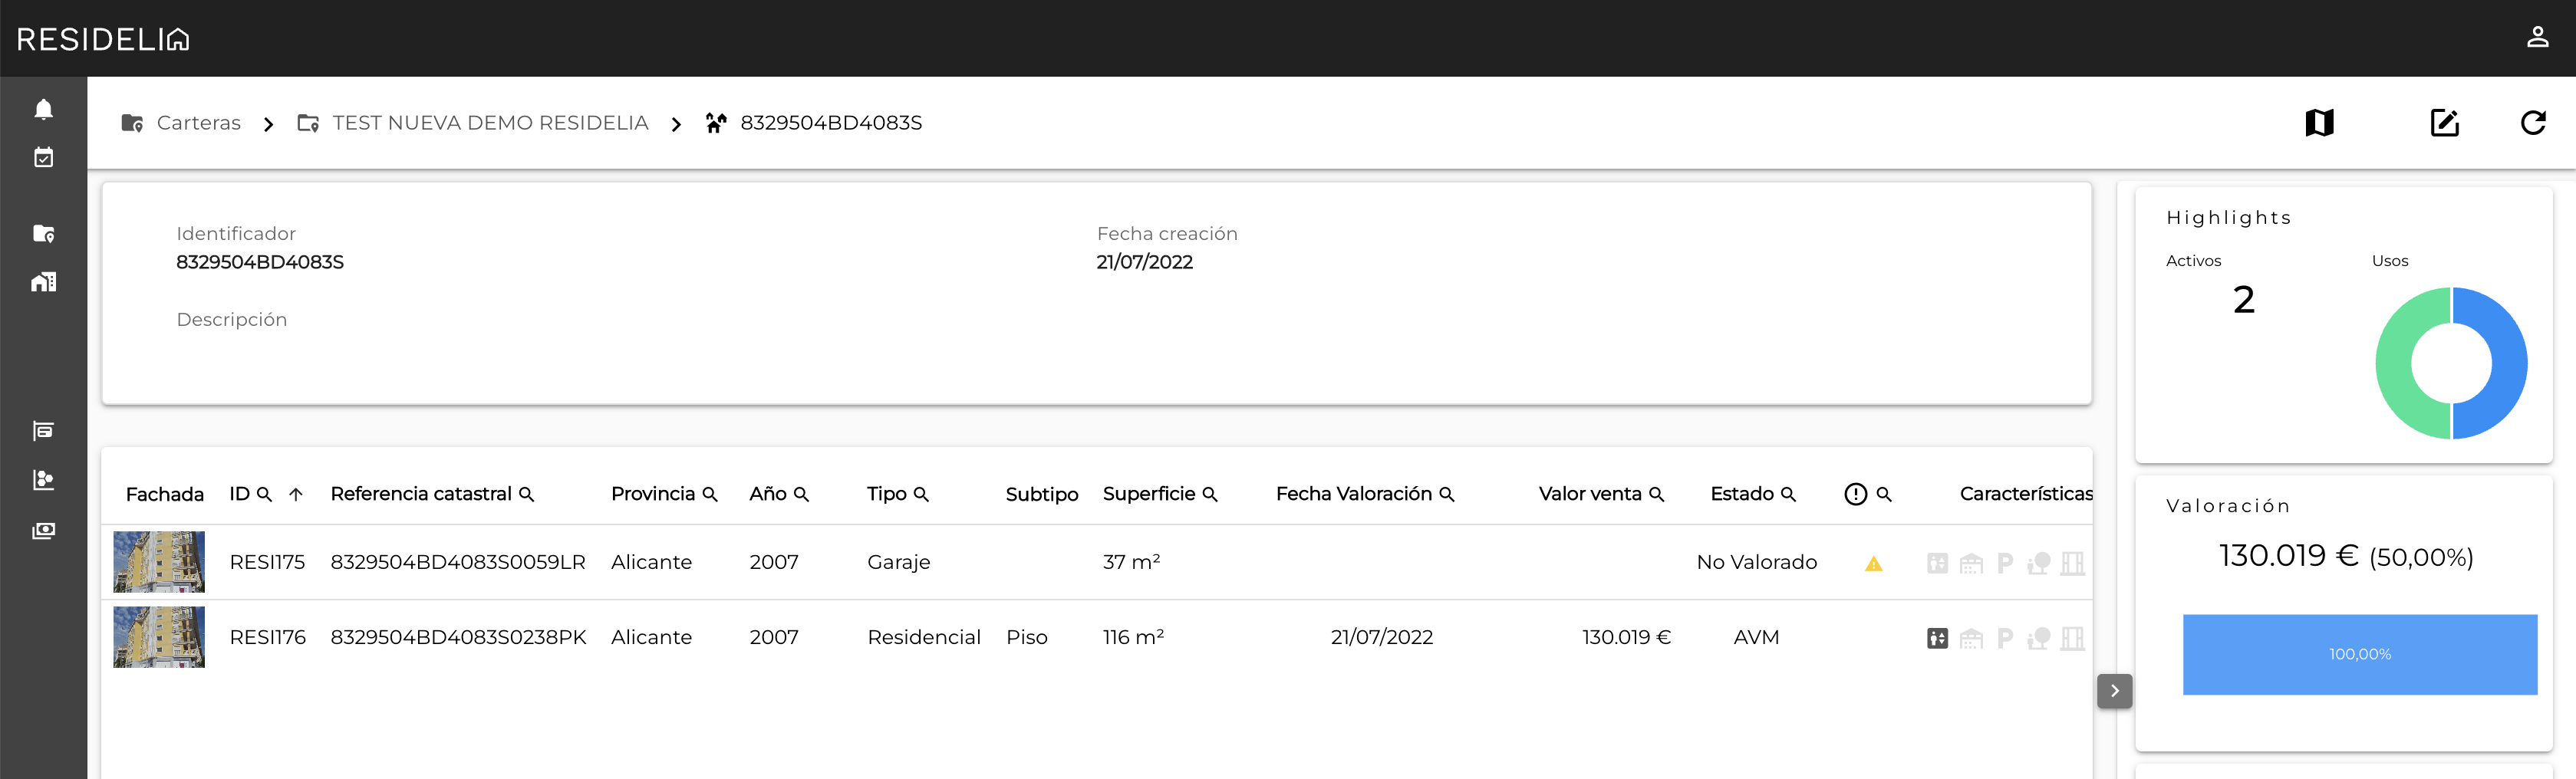 RESIDELIA
Carteras > TEST NUEVA DEMO RESIDELIA > 8329504BD4083S
Identificador
8329504BD4083S
Fecha creación
21/07/2022
Descripción
Fachada ID Referencia catastral Provincia Año Tipo Subtipo Superficie Fecha Valoración Valor venta Estado Características
RESI175 8329504BD4083S0059LR Alicante 2007 Garaje 37 m² No Valorado
RESI176 8329504BD4083S0238PK Alicante 2007 Residencial Piso 116 m² 21/07/2022 130.019 € AVM
Highlights
Activos
2
Usos
Valoración
130.019 € (50,00%)
100,00%